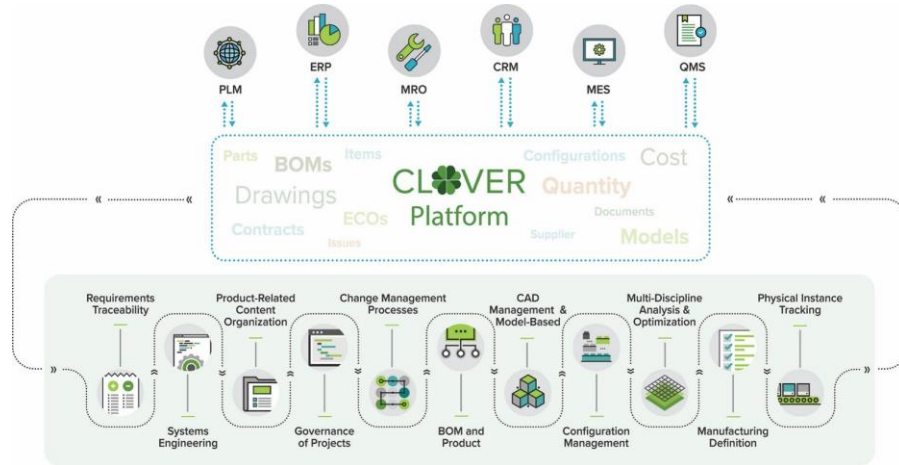 PLM
ERP
MRO
CRM
MES
QMS
Parts
BOMs
Items
Drawings
ECOs
Contracts
Issues
CLOVER
Platform
Configurations
Cost
Quantity
Documents
Supplier
Models
Requirements
Traceability
Product-Related
Content
Organization
Change Management
Processes
CAD
Management &
Model-Based
Multi-Discipline
Analysis &
Optimization
Physical Instance
Tracking
Systems
Engineering
Governance
of Projects
BOM and
Product
Configuration
Management
Manufacturing
Definition